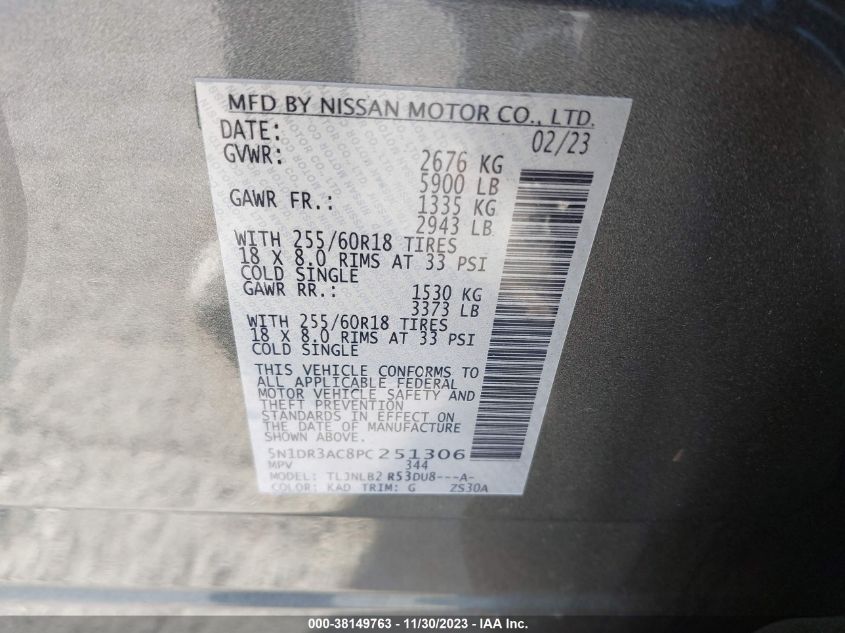 MFD BY NISSAN MOTOR CO., LTD.
DATE: 02/23
GVWR: 2676 KG
5900 LB
GAWR FR.: 1335 KG
2943 LB
WITH 255/60R18 TIRES
18 X 8.0 RIMS AT 33 PSI
COLD SINGLE
GAWR RR.: 1530 KG
3373 LB
WITH 255/60R18 TIRES
18 X 8.0 RIMS AT 33 PSI
COLD SINGLE
THIS VEHICLE CONFORMS TO
ALL APPLICABLE FEDERAL
MOTOR VEHICLE SAFETY AND
THEFT PREVENTION
STANDARDS IN EFFECT ON
THE DATE OF MANUFACTURE
5N1DR3AC8PC251306
MPV 344
MODEL: TLJNLB2 R53DU8---A-
COLOR: KAD TRIM: G ZS30A
000-38149763 - 11/30/2023 - IAA Inc.